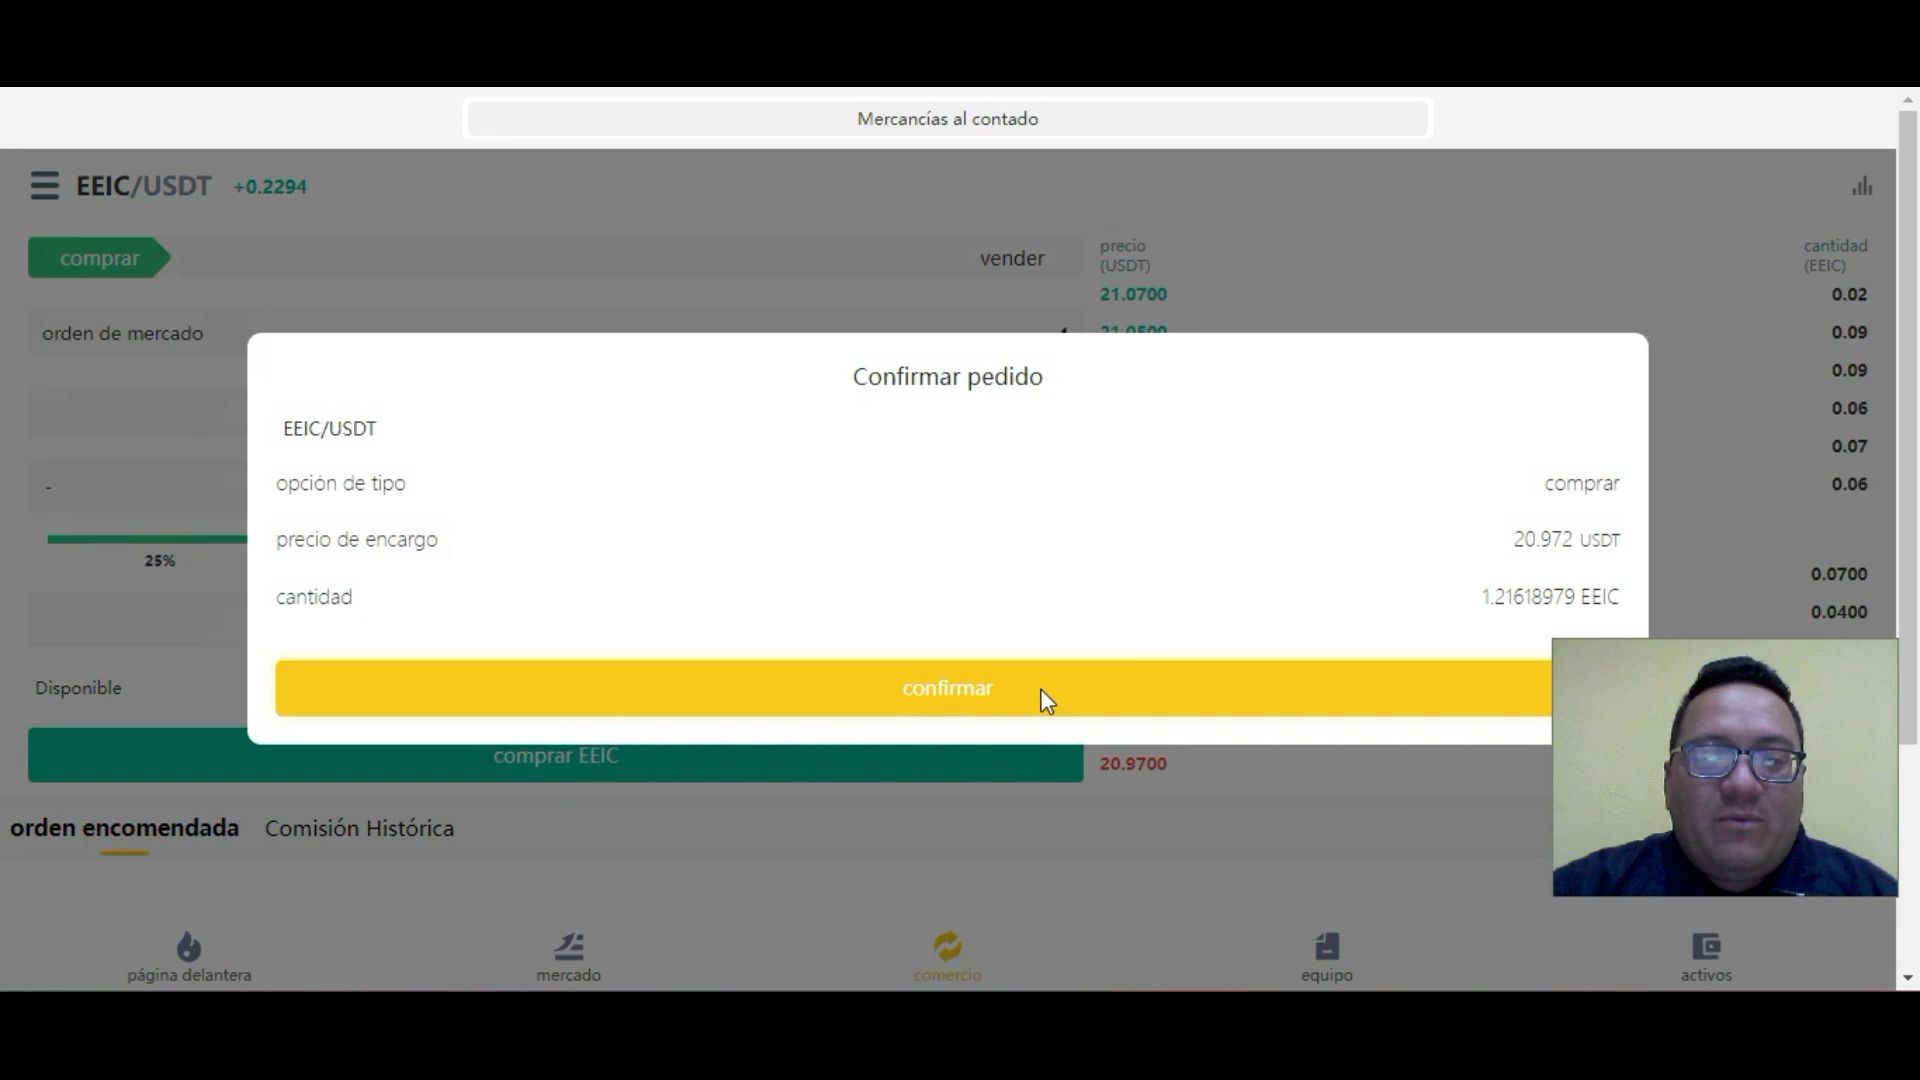 Mercancías al contado
EEIC/USDT +0.2294
comprar
vender
precio
(USDT)
cantidad
(EEIC)
21.0700
0.02
orden de mercado
21.0500
0.09
0.09
0.06
0.07
0.06
Confirmar pedido
EEIC/USDT
opción de tipo
comprar
precio de encargo
20.972 USDT
cantidad
1.21618979 EEIC
confirmar
-
25%
0.0700
0.0400
Disponible
comprar EEIC
20.9700
orden encomendada
Comisión Histórica
página delantera
mercado
comercio
equipo
activos